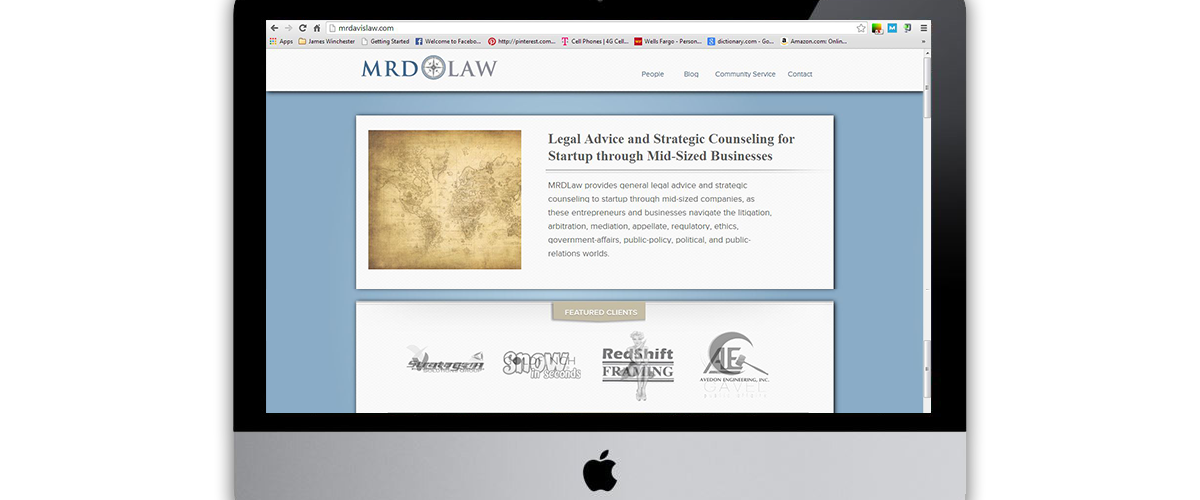 mrdavislaw.com
Apps James Winchester Getting Started Welcome to Facebo... http://pinterest.com... Cell Phones | 4G Cell... Wells Fargo - Person... dictionary.com - Go... Amazon.com: Onlin...
MRD LAW
People Blog Community Service Contact
Legal Advice and Strategic Counseling for
Startup through Mid-Sized Businesses
MRDLaw provides general legal advice and strategic
counseling to startup through mid-sized companies, as
these entrepreneurs and businesses navigate the litigation,
arbitration, mediation, appellate, regulatory, ethics,
government-affairs, public-policy, political, and public-
relations worlds.
FEATURED CLIENTS
SNOW
in Seconds
RedShift
FRAMING
AE
AVEDON ENGINEERING, INC.
GAVEL